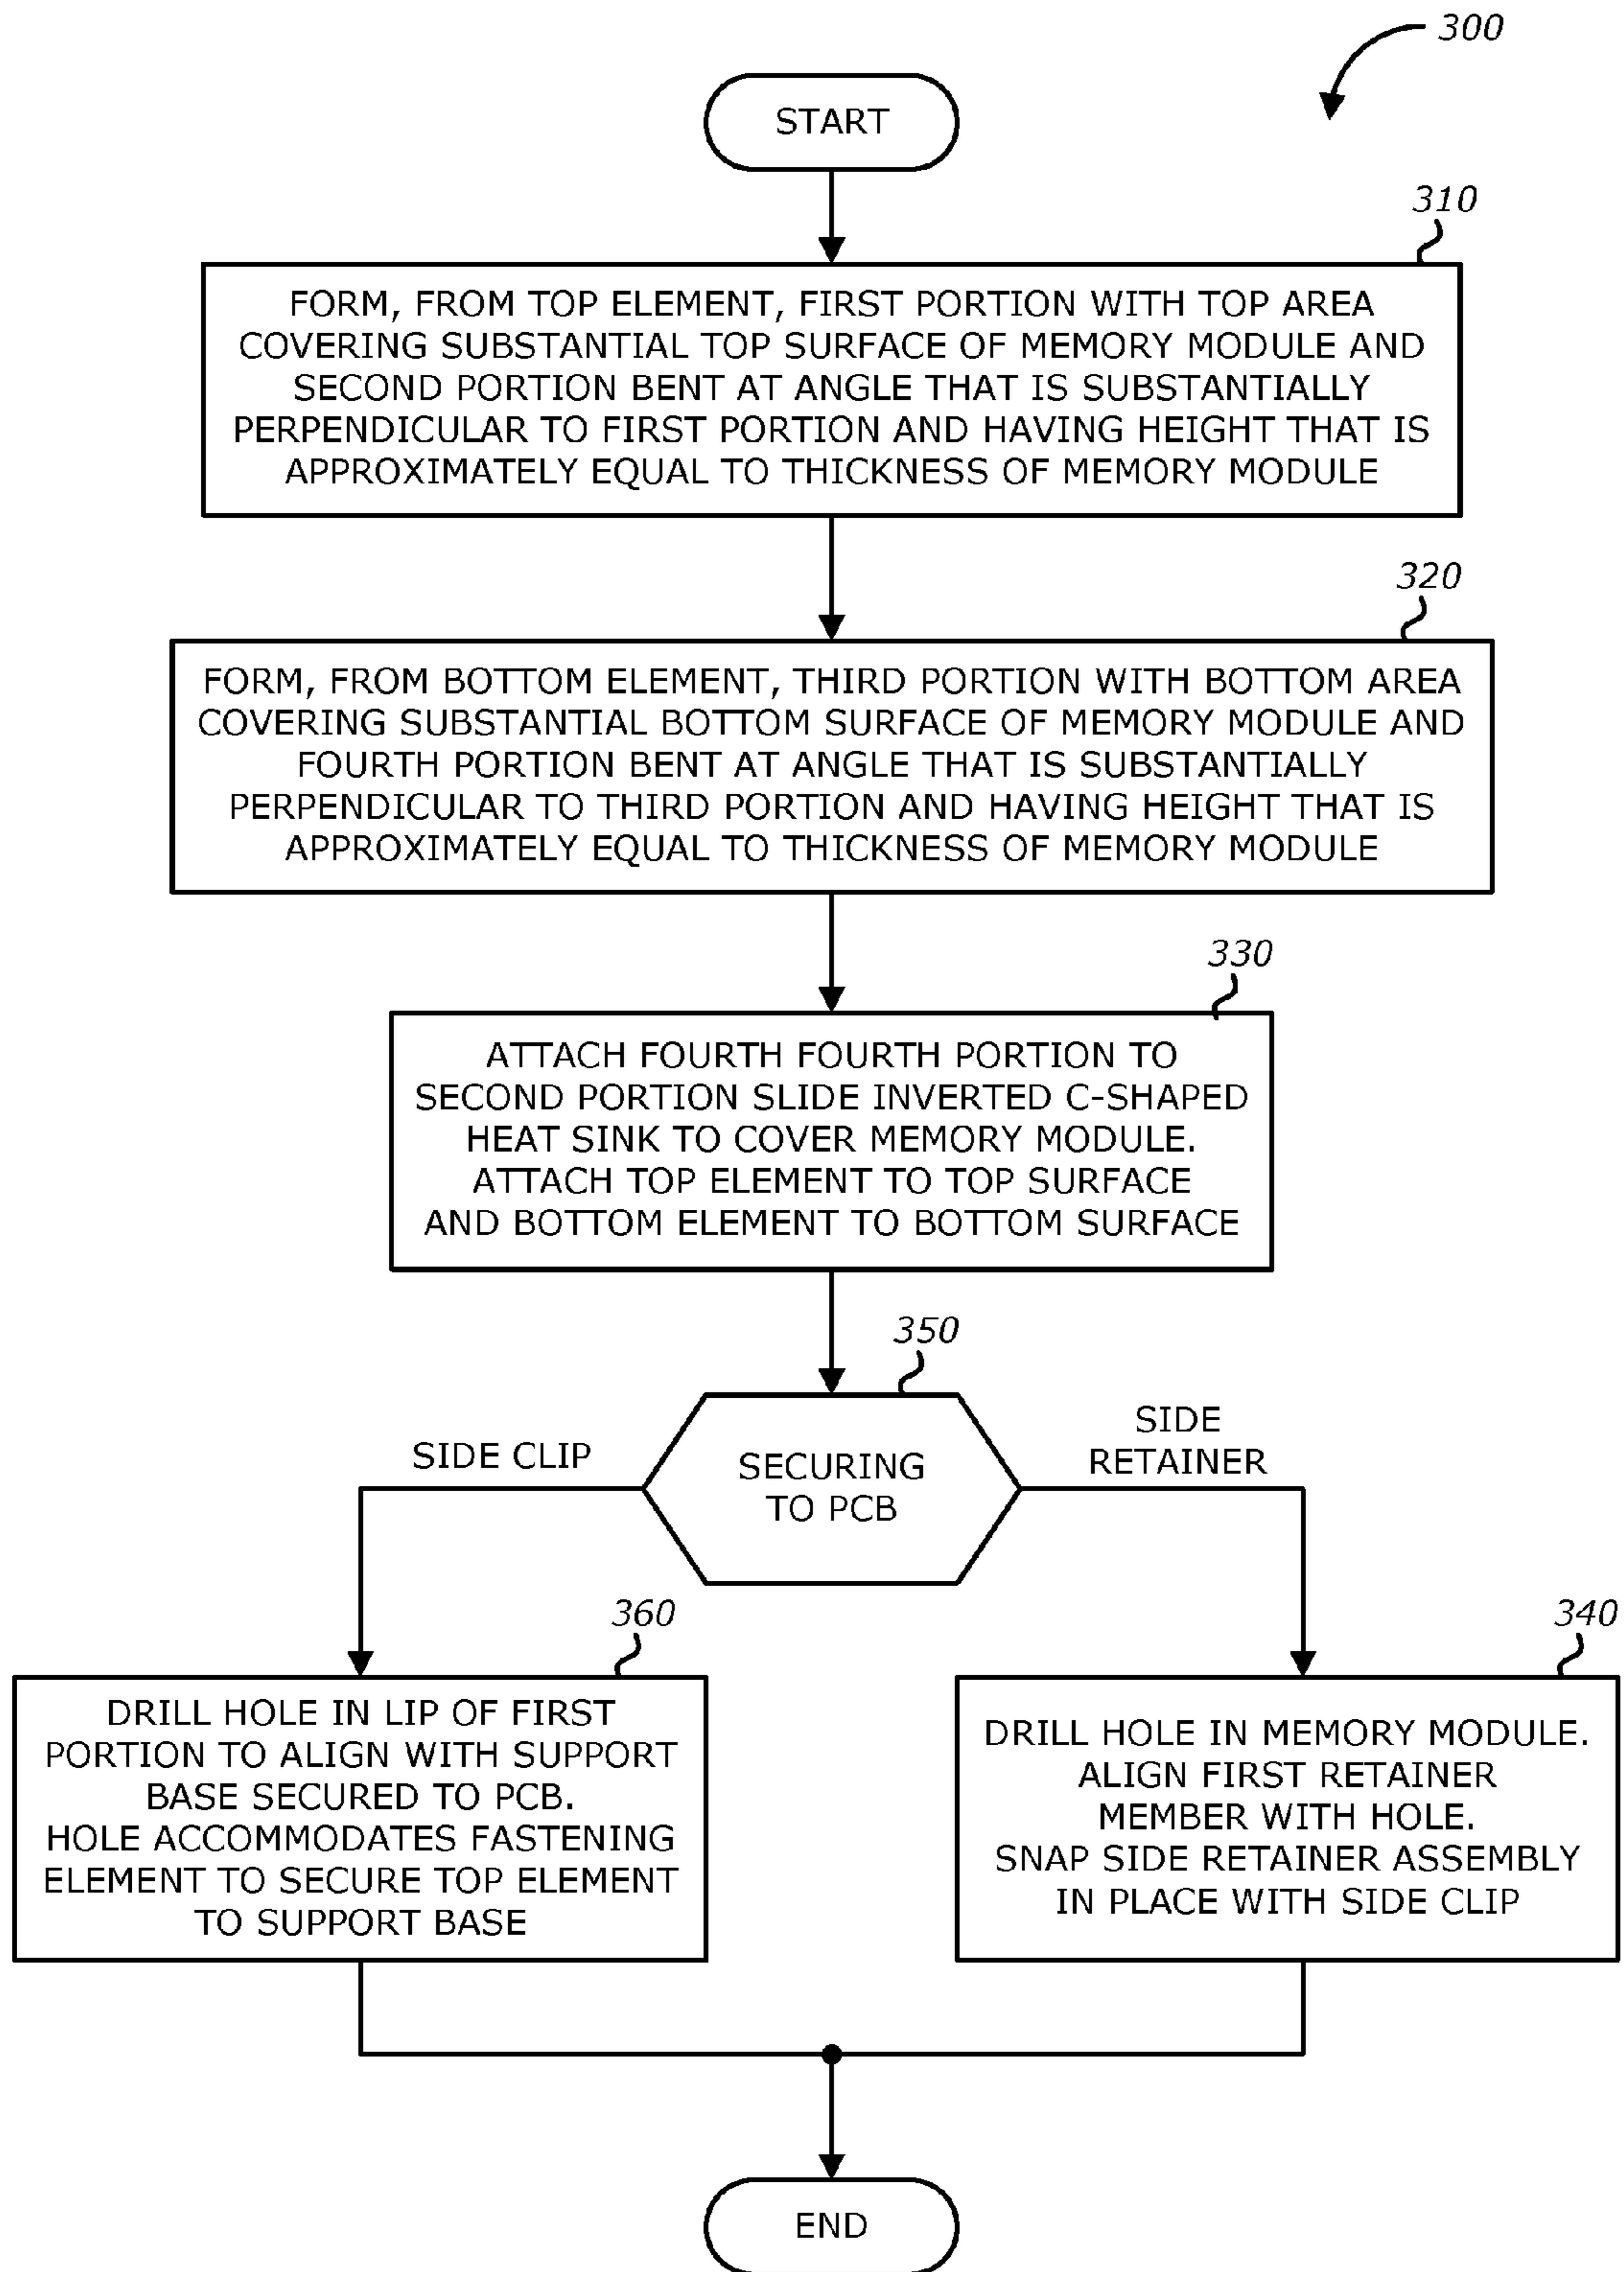 300
START
310
FORM, FROM TOP ELEMENT, FIRST PORTION WITH TOP AREA
COVERING SUBSTANTIAL TOP SURFACE OF MEMORY MODULE AND
SECOND PORTION BENT AT ANGLE THAT IS SUBSTANTIALLY
PERPENDICULAR TO FIRST PORTION AND HAVING HEIGHT THAT IS
APPROXIMATELY EQUAL TO THICKNESS OF MEMORY MODULE
320
FORM, FROM BOTTOM ELEMENT, THIRD PORTION WITH BOTTOM AREA
COVERING SUBSTANTIAL BOTTOM SURFACE OF MEMORY MODULE AND
FOURTH PORTION BENT AT ANGLE THAT IS SUBSTANTIALLY
PERPENDICULAR TO THIRD PORTION AND HAVING HEIGHT THAT IS
APPROXIMATELY EQUAL TO THICKNESS OF MEMORY MODULE
330
ATTACH FOURTH FOURTH PORTION TO
SECOND PORTION SLIDE INVERTED C-SHAPED
HEAT SINK TO COVER MEMORY MODULE.
ATTACH TOP ELEMENT TO TOP SURFACE
AND BOTTOM ELEMENT TO BOTTOM SURFACE
350
SECURING
TO PCB
SIDE CLIP
SIDE
RETAINER
360
DRILL HOLE IN LIP OF FIRST
PORTION TO ALIGN WITH SUPPORT
BASE SECURED TO PCB.
HOLE ACCOMMODATES FASTENING
ELEMENT TO SECURE TOP ELEMENT
TO SUPPORT BASE
340
DRILL HOLE IN MEMORY MODULE.
ALIGN FIRST RETAINER
MEMBER WITH HOLE.
SNAP SIDE RETAINER ASSEMBLY
IN PLACE WITH SIDE CLIP
END